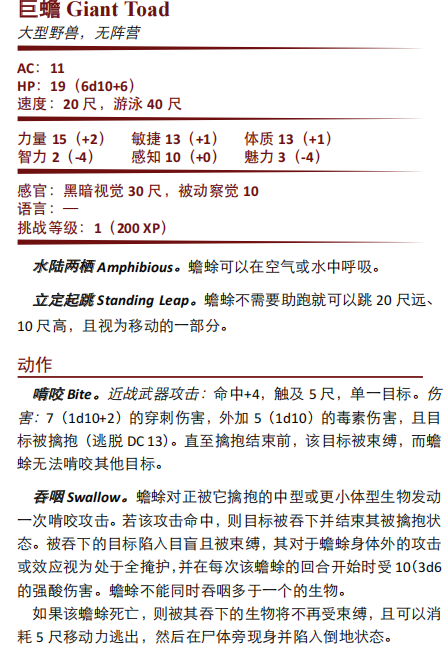 巨蟾 Giant Toad
大型野兽，无阵营
AC：11
HP：19（6d10+6）
速度：20 尺，游泳 40 尺
力量 15（+2） 敏捷 13（+1） 体质 13（+1）
智力 2（-4） 感知 10（+0） 魅力 3（-4）
感官：黑暗视觉 30 尺，被动察觉 10
语言：—
挑战等级：1（200 XP）
水陆两栖 Amphibious。蟾蜍可以在空气或水中呼吸。
立定起跳 Standing Leap。蟾蜍不需要助跑就可以跳 20 尺远、
10 尺高，且视为移动的一部分。
动作
啃咬 Bite。近战武器攻击：命中+4，触及 5 尺，单一目标。伤
害：7（1d10+2）的穿刺伤害，外加 5（1d10）的毒素伤害，且目
标被擒抱（逃脱 DC 13）。直至擒抱结束前，该目标被束缚，而蟾
蜍无法啃咬其他目标。
吞咽 Swallow。蟾蜍对正被它擒抱的中型或更小体型生物发动
一次啃咬攻击。若该攻击命中，则目标被吞下并结束其被擒抱状
态。被吞下的目标陷入目盲且被束缚，其对于蟾蜍身体外的攻击
或效应视为处于全掩护，并在每次该蟾蜍的回合开始时受 10（3d6
的强酸伤害。蟾蜍不能同时吞咽多于一个的生物。
如果该蟾蜍死亡，则被其吞下的生物将不再受束缚，且可以消
耗 5 尺移动力逃出，然后在尸体旁现身并陷入倒地状态。